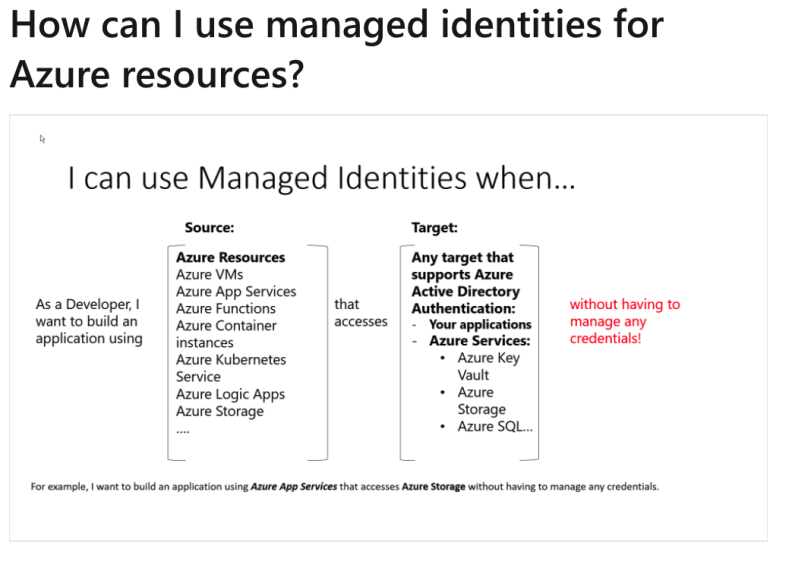 How can I use managed identities for
Azure resources?
I can use Managed Identities when...
Source:
Target:
As a Developer, I
want to build an
application using
Azure Resources
Azure VMs
Azure App Services
Azure Functions
Azure Container
instances
Azure Kubernetes
Service
Azure Logic Apps
Azure Storage
....
that
accesses
Any target that
supports Azure
Active Directory
Authentication:
- Your applications
- Azure Services:
• Azure Key
Vault
• Azure
Storage
• Azure SQL...
without having to
manage any
credentials!
For example, I want to build an application using Azure App Services that accesses Azure Storage without having to manage any credentials.